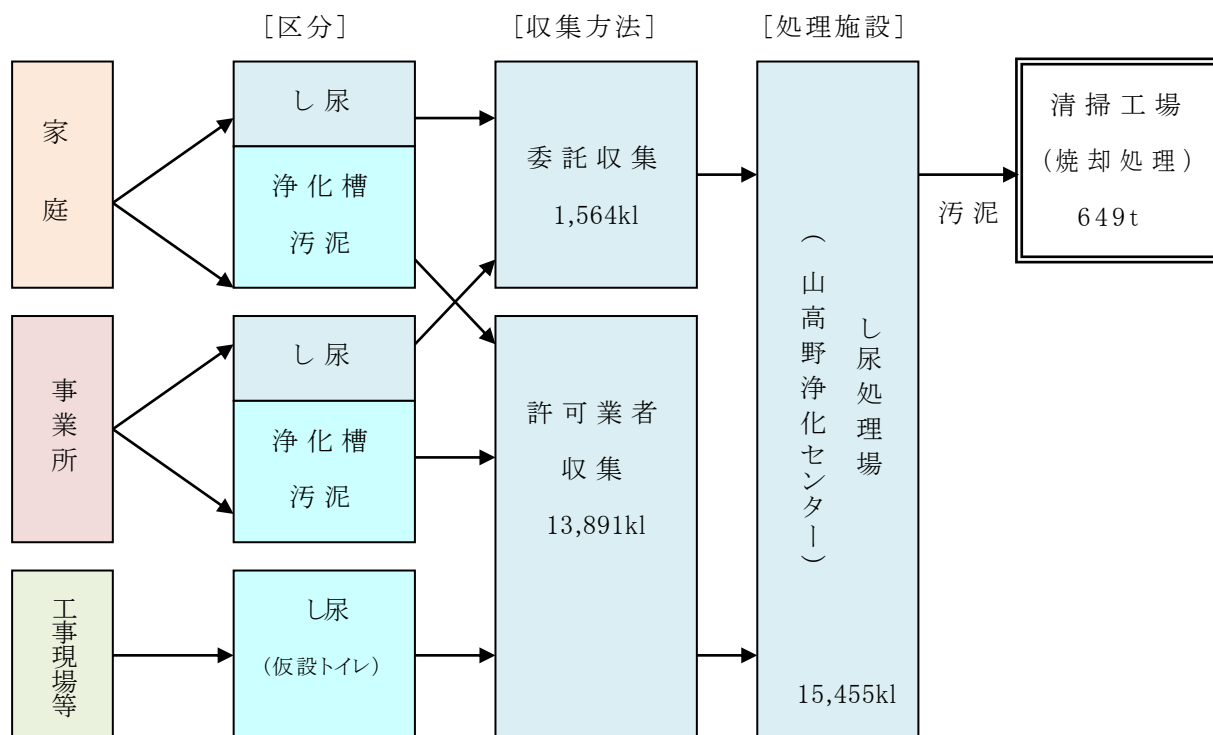 [区分]
[収集方法]
[処理施設]
家庭
し尿
浄化槽
汚泥
委託収集
1,564kl
清掃工場
(焼却処理)
649t
汚泥
事業所
し尿
浄化槽
汚泥
許可業者
収集
13,891kl
し尿処理場
(山高野浄化センター)
15,455kl
工事現場等
し尿
(仮設トイレ)